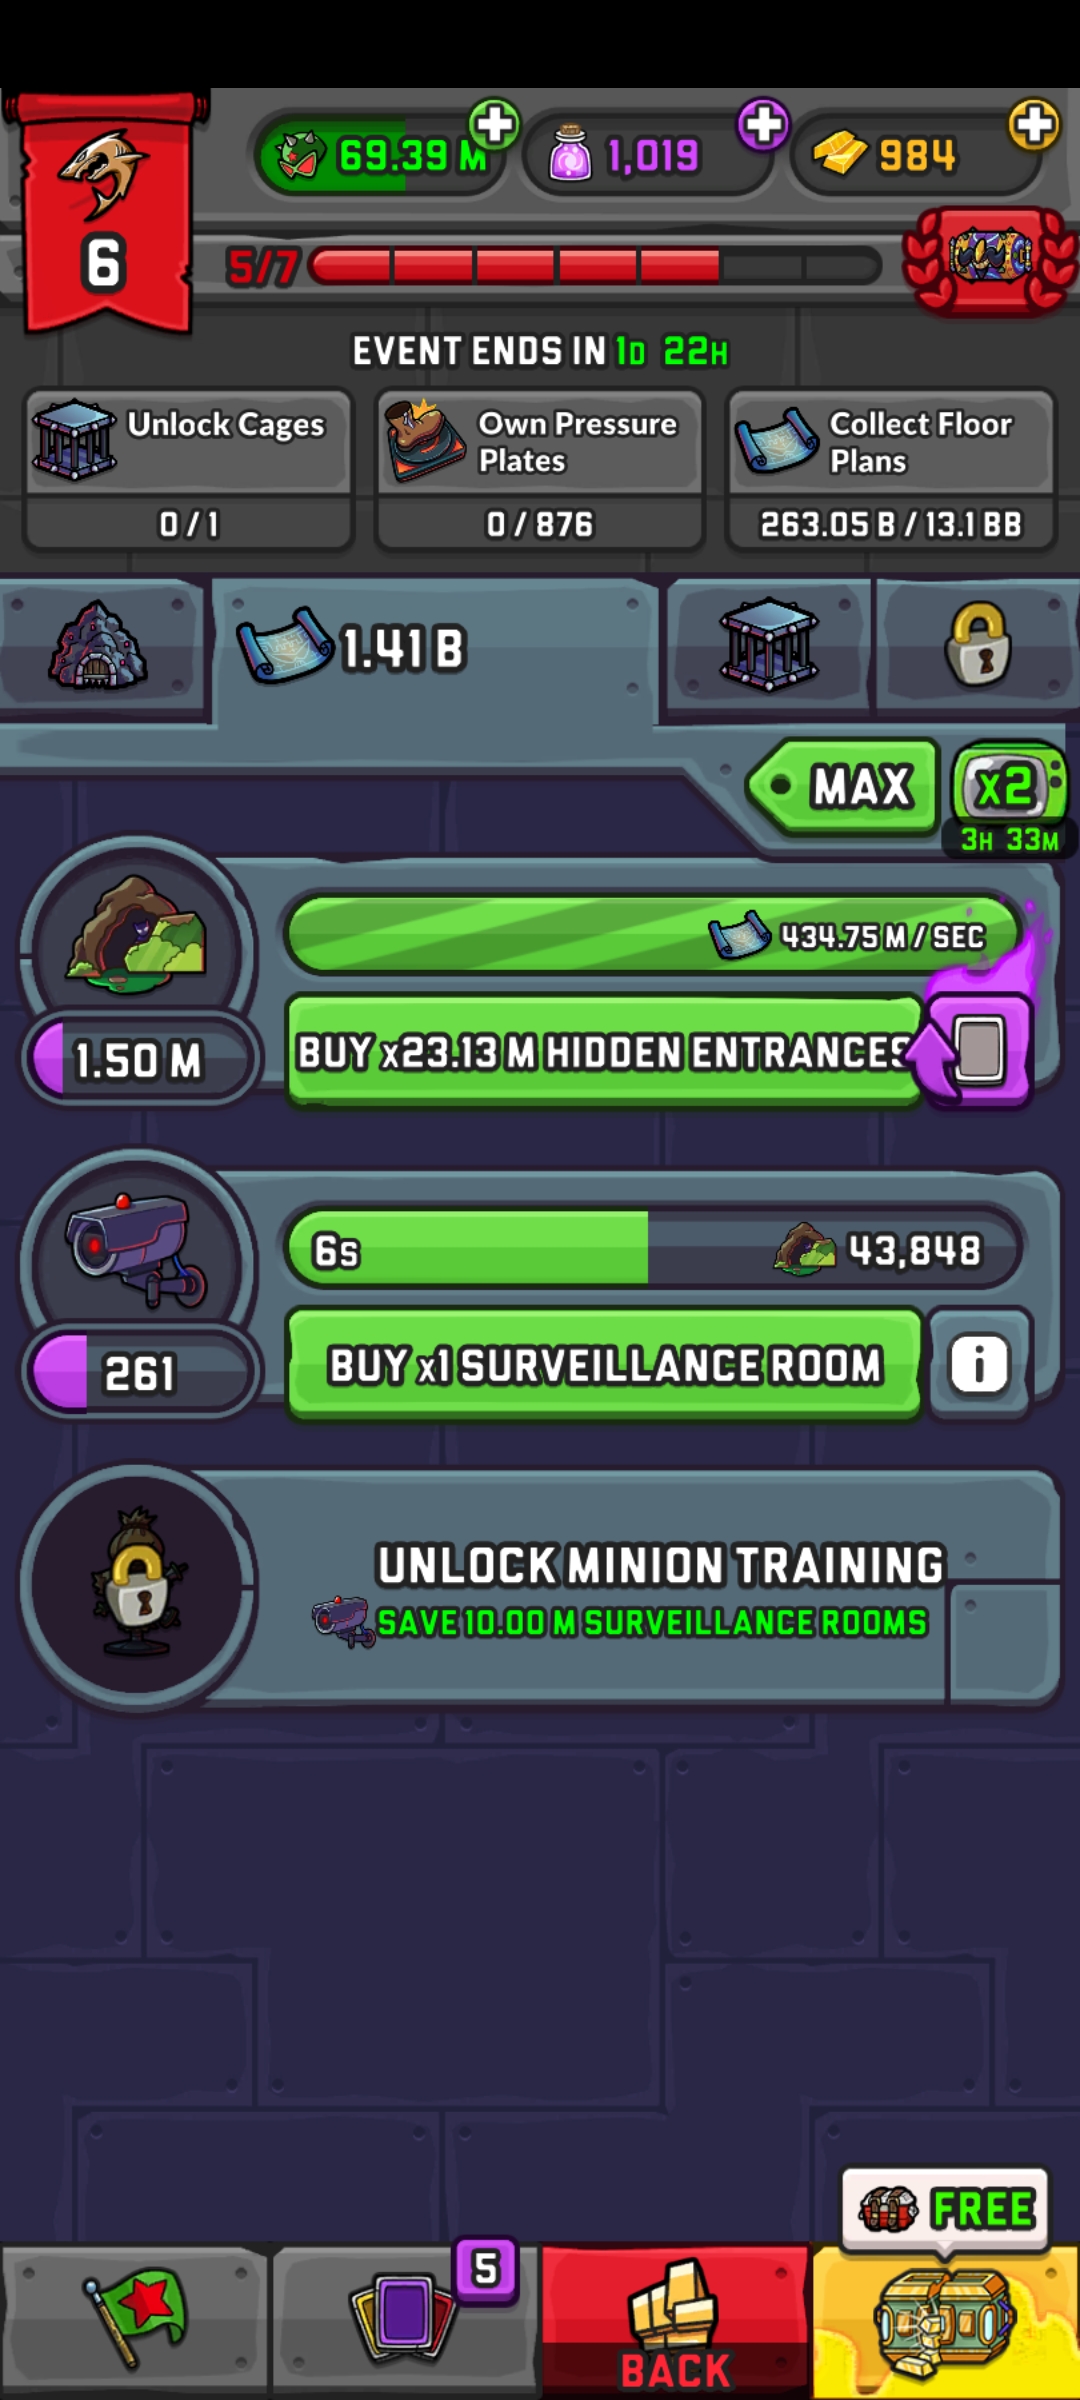 69.39 M
1,019
984
6
5/7
EVENT ENDS IN 1D 22H
Unlock Cages
0 / 1
Own Pressure
Plates
0 / 876
Collect Floor
Plans
263.05 B / 13.1 BB
1.41 B
MAX
x2
3H 33M
434.75 M / SEC
1.50 M
BUY x23.13 M HIDDEN ENTRANCES
6s
43,848
261
BUY x1 SURVEILLANCE ROOM
i
UNLOCK MINION TRAINING
SAVE 10.00 M SURVEILLANCE ROOMS
FREE
5
BACK